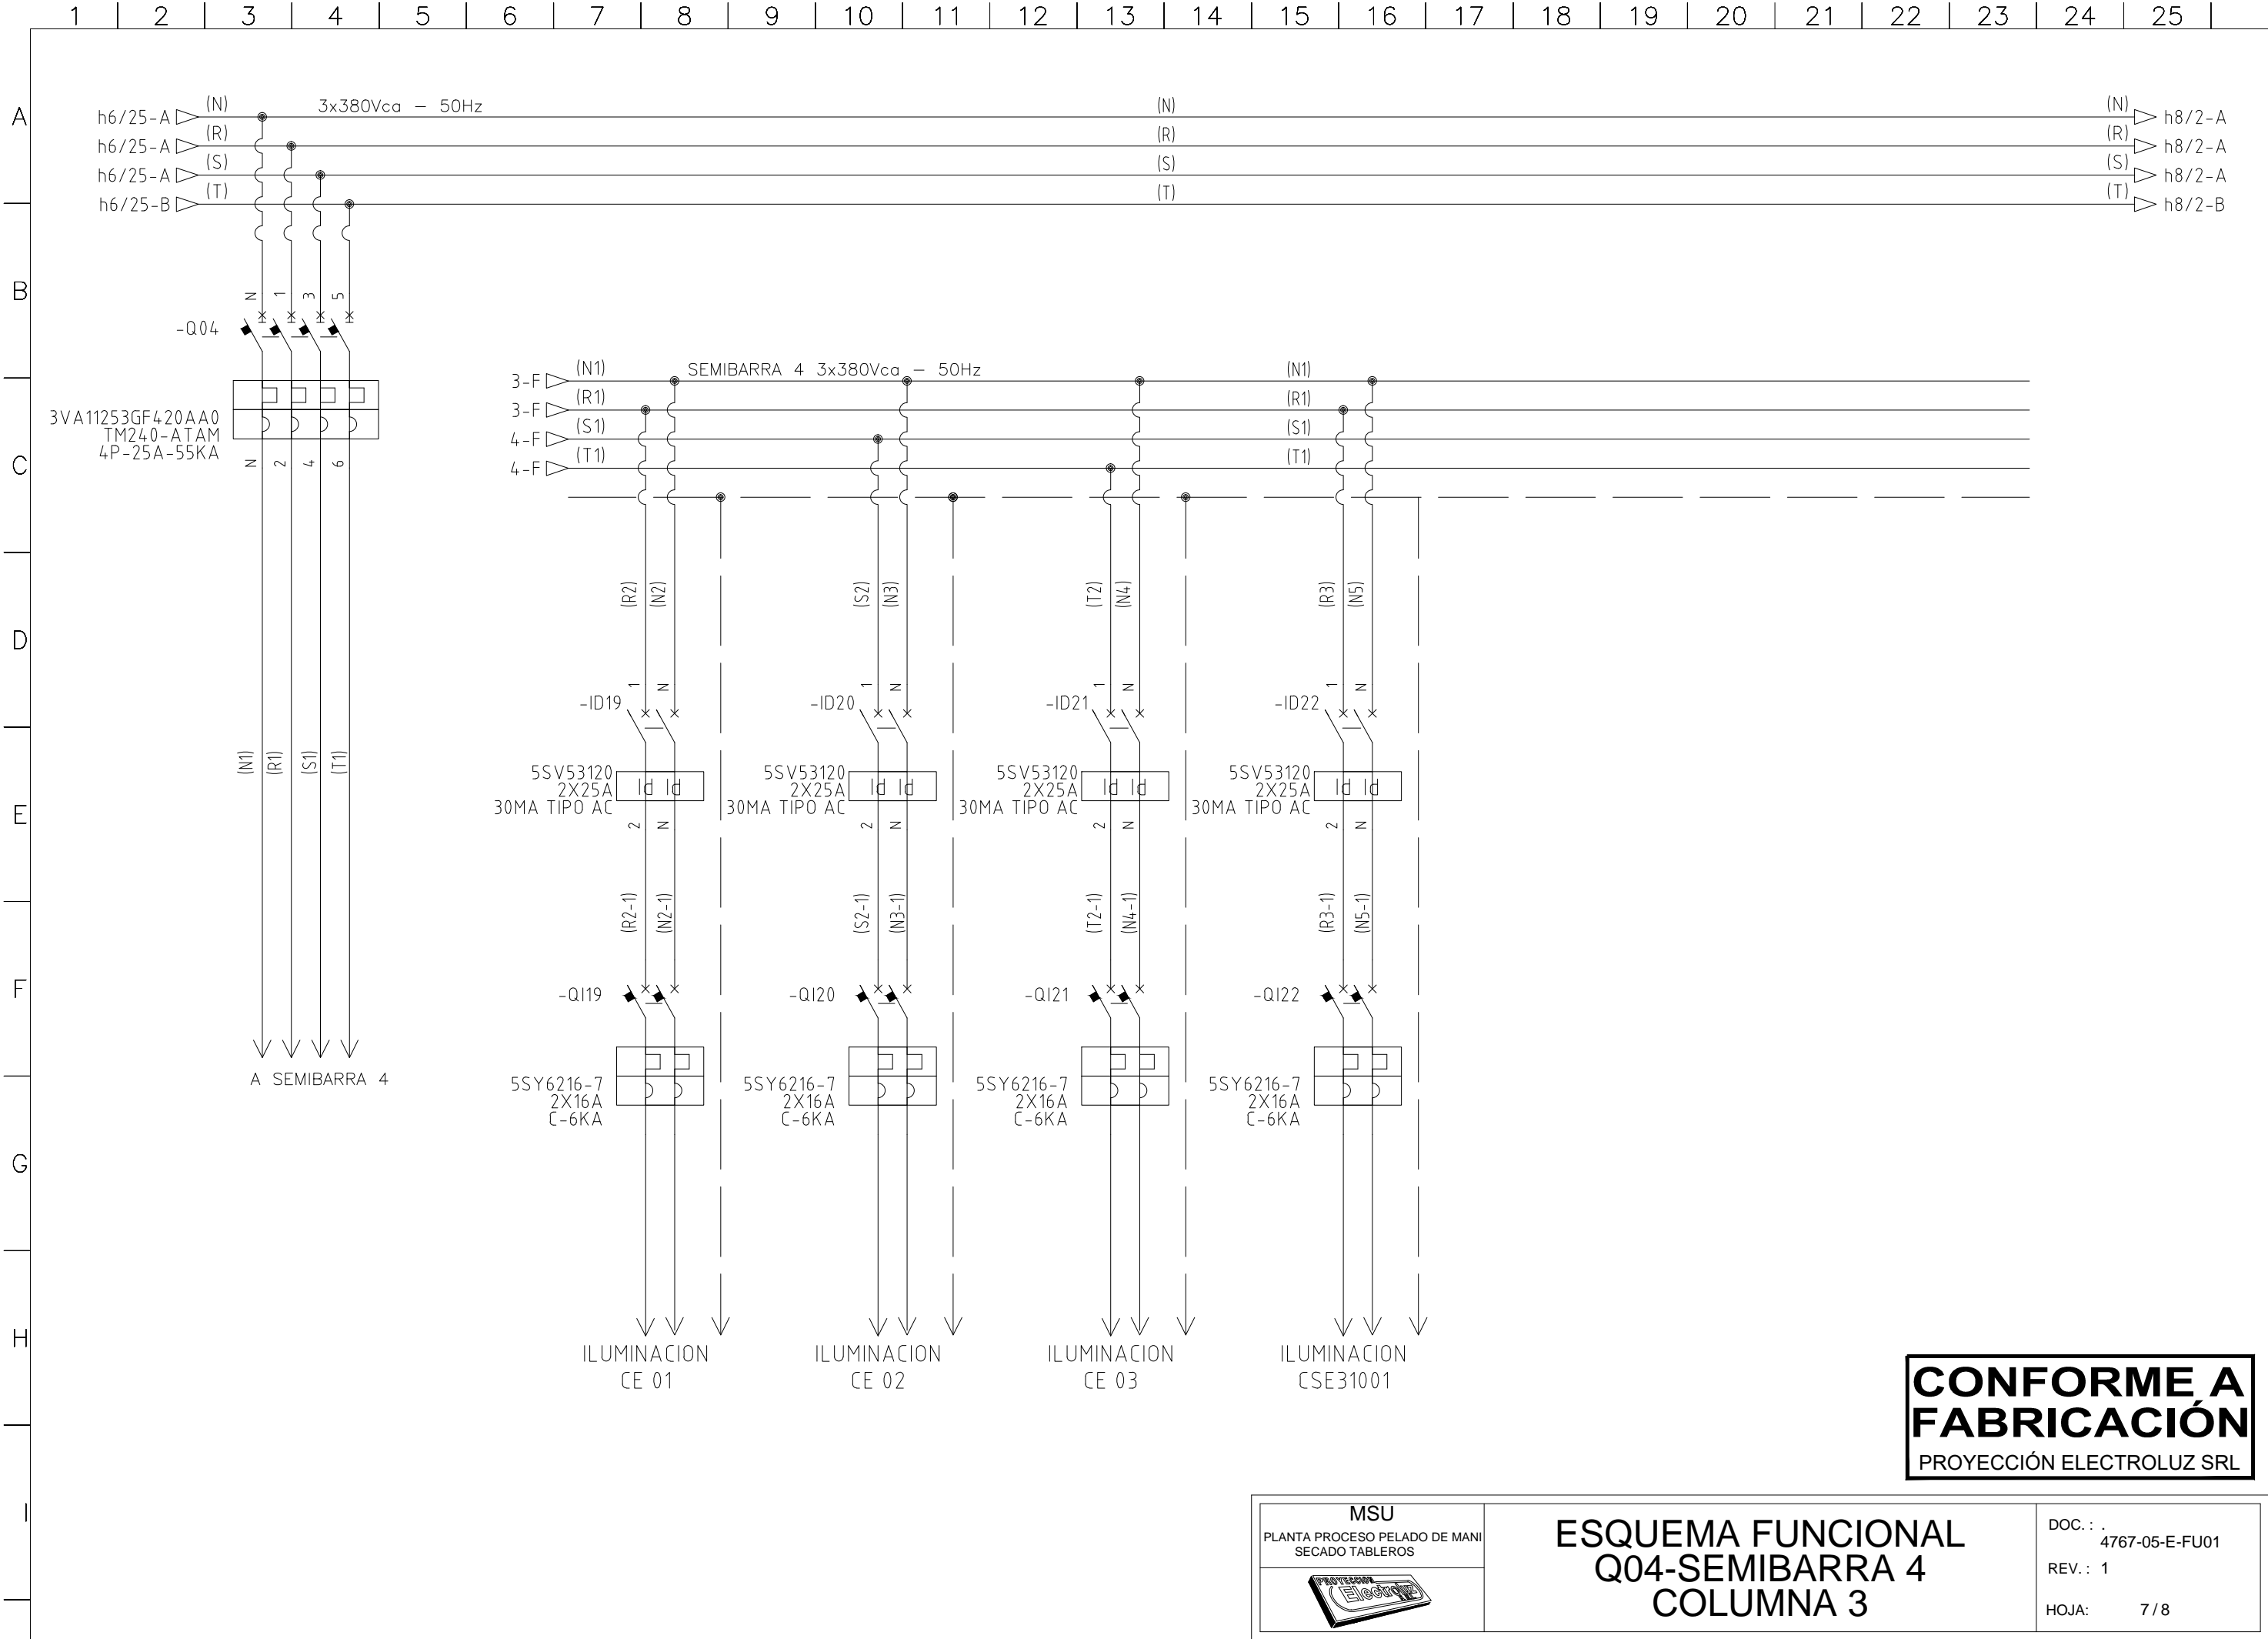 1 2 3 4 5 6 7 8 9 10 11 12 13 14 15 16 17 18 19 20 21 22 23 24 25
A
B
C
D
E
F
G
H
I
h6/25-A (N) 3x380Vca - 50Hz (N) (N) h8/2-A
h6/25-A (R) (R) (R) h8/2-A
h6/25-A (S) (S) (S) h8/2-A
h6/25-B (T) (T) (T) h8/2-B
N 1 3 5
-Q04
3VA11253GF420AA0
TM240-ATAM
4P-25A-55KA
N 2 4 6
(N1) (R1) (S1) (T1)
A SEMIBARRA 4
3-F (N1) SEMIBARRA 4 3x380Vca - 50Hz (N1)
3-F (R1) (R1)
4-F (S1) (S1)
4-F (T1) (T1)
(R2) (N2)
1 N
-ID19
5SV53120
2X25A
30MA TIPO AC
Id Id
2 N
(R2-1) (N2-1)
-QI19
5SY6216-7
2X16A
C-6KA
ILUMINACION
CE 01
(S2) (N3)
1 N
-ID20
5SV53120
2X25A
30MA TIPO AC
Id Id
2 N
(S2-1) (N3-1)
-QI20
5SY6216-7
2X16A
C-6KA
ILUMINACION
CE 02
(T2) (N4)
1 N
-ID21
5SV53120
2X25A
30MA TIPO AC
Id Id
2 N
(T2-1) (N4-1)
-QI21
5SY6216-7
2X16A
C-6KA
ILUMINACION
CE 03
(R3) (N5)
1 N
-ID22
5SV53120
2X25A
30MA TIPO AC
Id Id
2 N
(R3-1) (N5-1)
-QI22
5SY6216-7
2X16A
C-6KA
ILUMINACION
CSE31001
CONFORME A
FABRICACIÓN
PROYECCIÓN ELECTROLUZ SRL
MSU
PLANTA PROCESO PELADO DE MANI
SECADO TABLEROS
PROYECCION
Electroluz
S.R.L.
ESQUEMA FUNCIONAL
Q04-SEMIBARRA 4
COLUMNA 3
DOC. : .
4767-05-E-FU01
REV. : 1
HOJA: 7/8